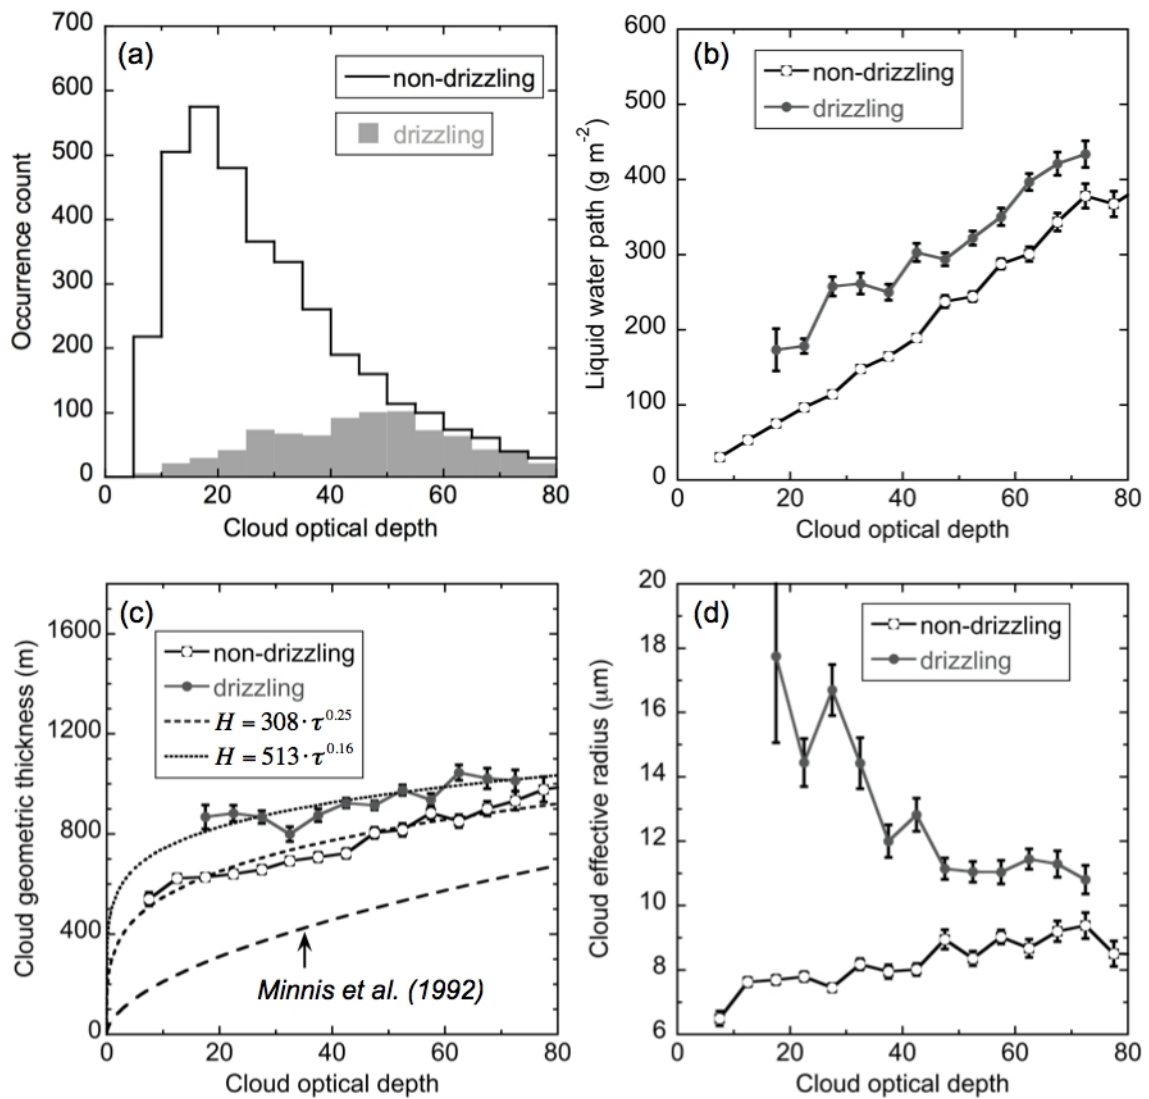 (a)
700
600
500
400
300
200
100
0
Occurrence count
non-drizzling
drizzling
0 20 40 60 80
Cloud optical depth
(b)
600
500
400
300
200
100
0
Liquid water path (g m⁻²)
non-drizzling
drizzling
0 20 40 60 80
Cloud optical depth
(c)
1600
1200
800
400
0
Cloud geometric thickness (m)
non-drizzling
drizzling
H = 308 · τ^0.25
H = 513 · τ^0.16
Minnis et al. (1992)
0 20 40 60 80
Cloud optical depth
(d)
20
18
16
14
12
10
8
6
Cloud effective radius (μm)
non-drizzling
drizzling
0 20 40 60 80
Cloud optical depth